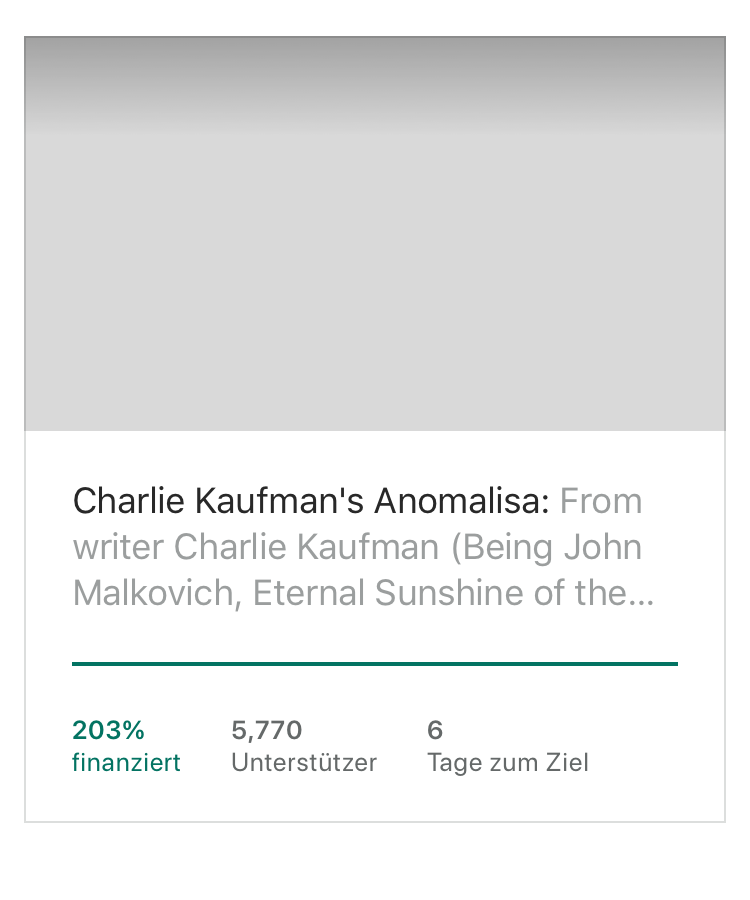 Charlie Kaufman's Anomalisa: From
writer Charlie Kaufman (Being John
Malkovich, Eternal Sunshine of the...
203%
finanziert
5,770
Unterstützer
6
Tage zum Ziel